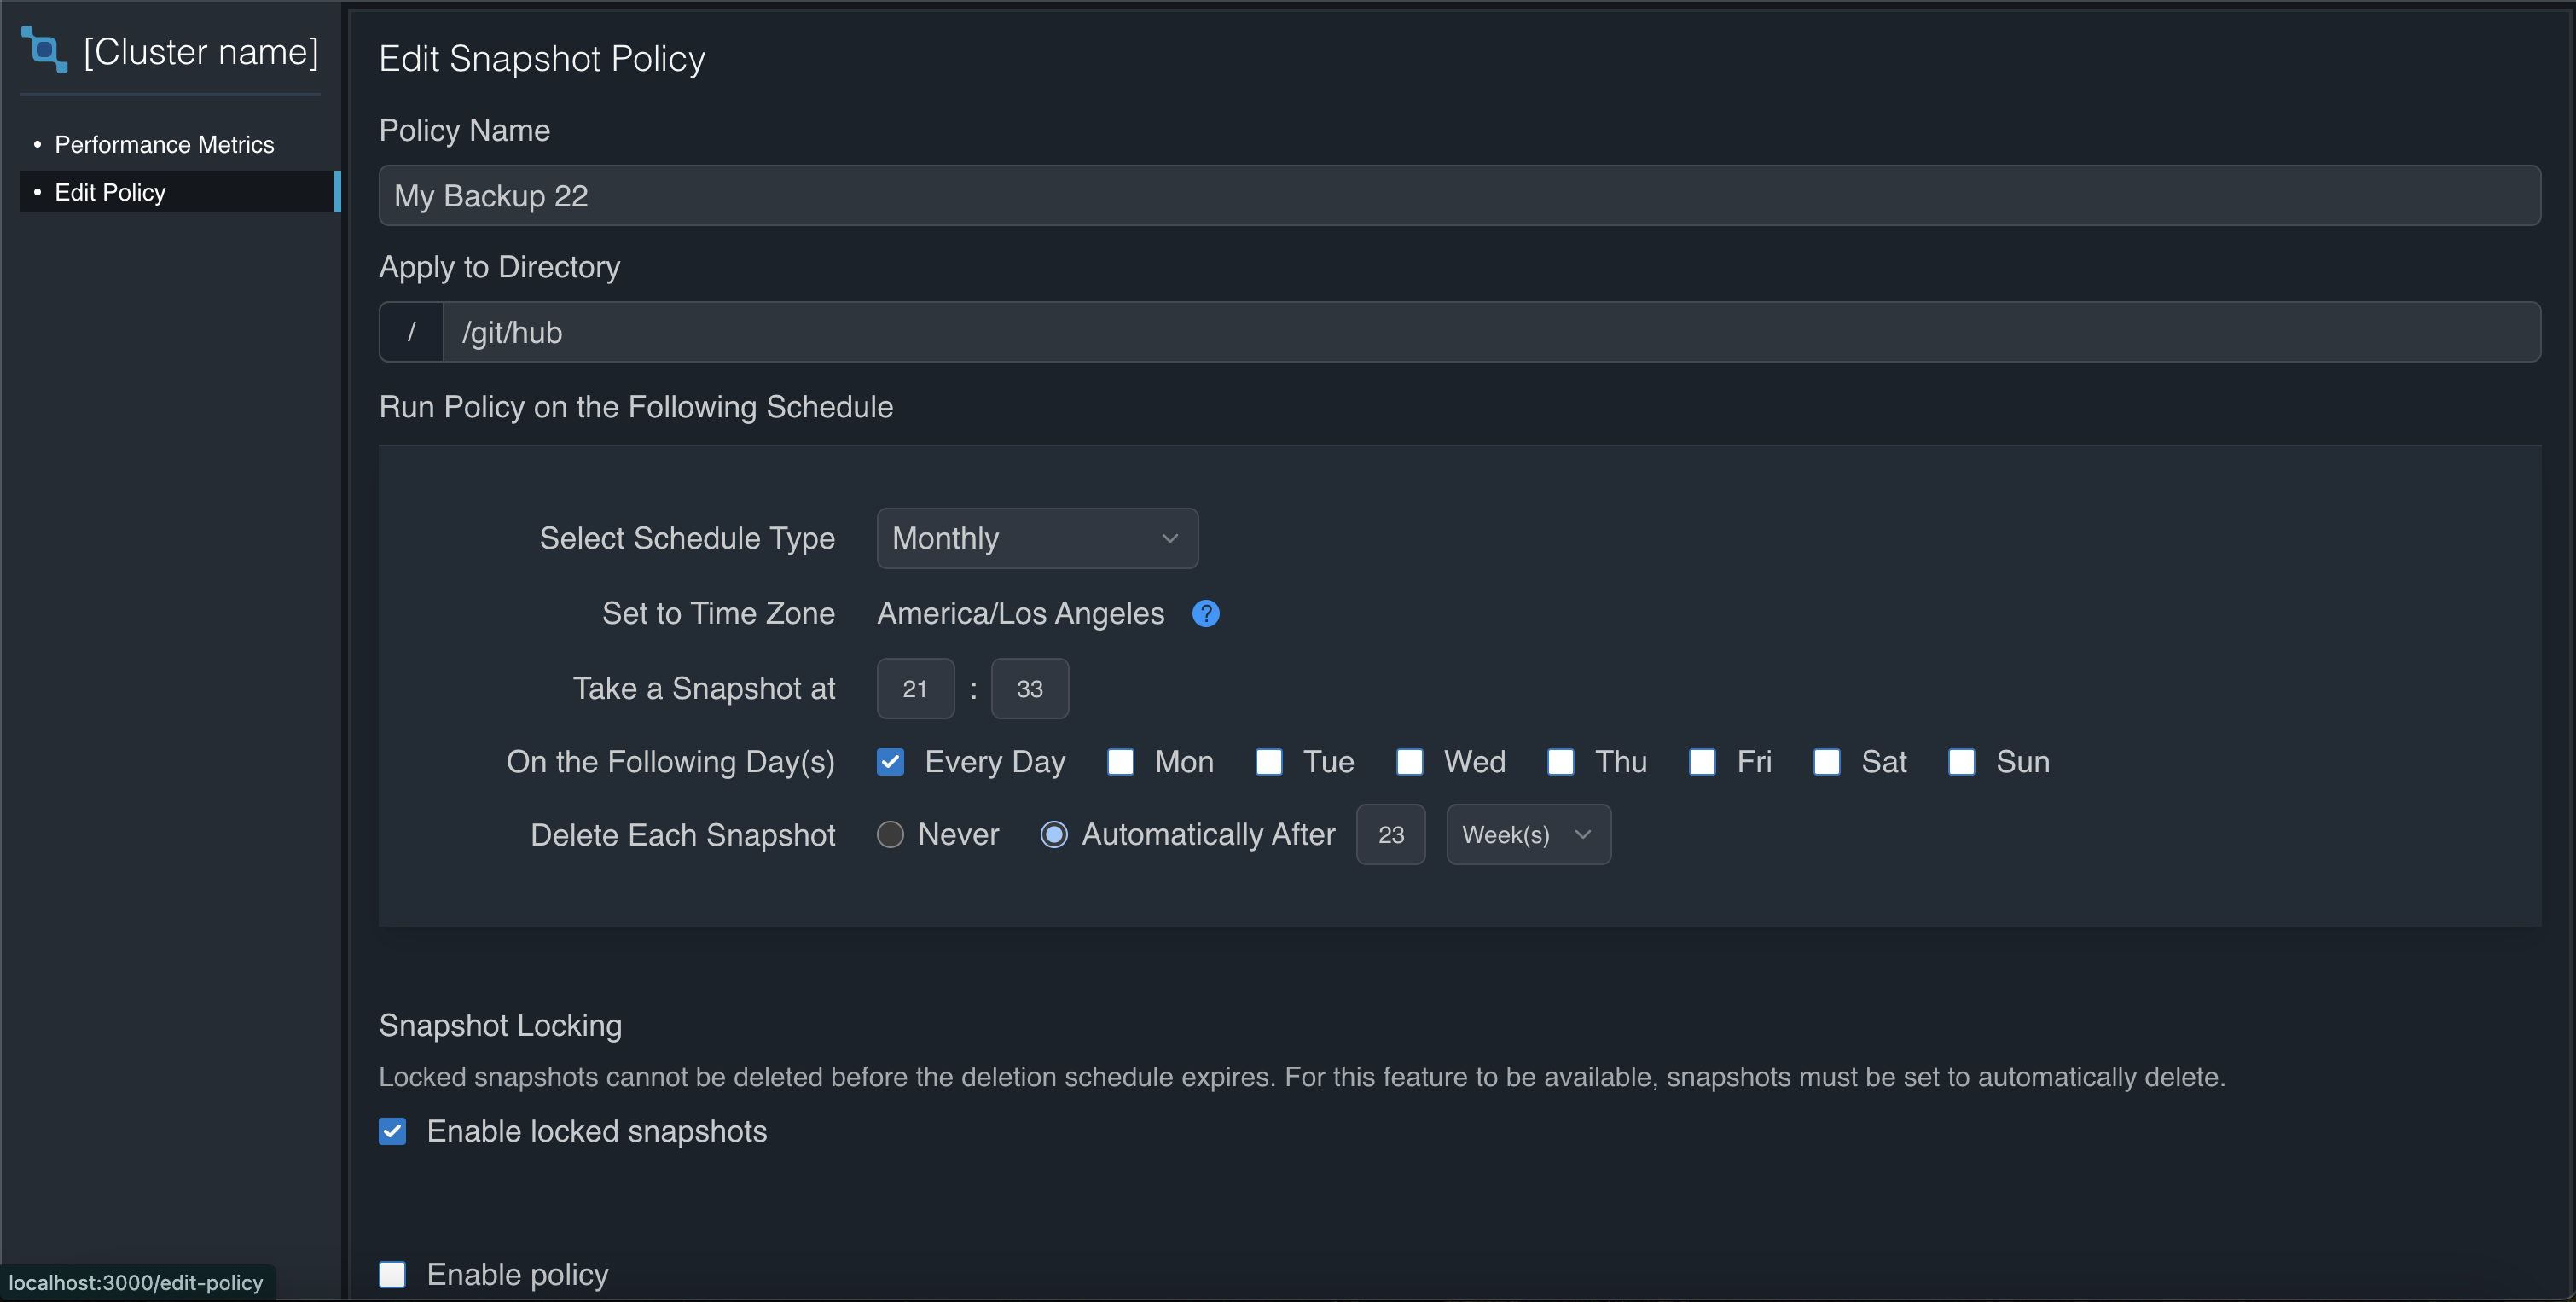 [Cluster name]
• Performance Metrics
• Edit Policy
Edit Snapshot Policy
Policy Name
My Backup 22
Apply to Directory
/ /git/hub
Run Policy on the Following Schedule
Select Schedule Type Monthly
Set to Time Zone America/Los Angeles ?
Take a Snapshot at 21 : 33
On the Following Day(s) Every Day Mon Tue Wed Thu Fri Sat Sun
Delete Each Snapshot Never Automatically After 23 Week(s)
Snapshot Locking
Locked snapshots cannot be deleted before the deletion schedule expires. For this feature to be available, snapshots must be set to automatically delete.
Enable locked snapshots
Enable policy
localhost:3000/edit-policy